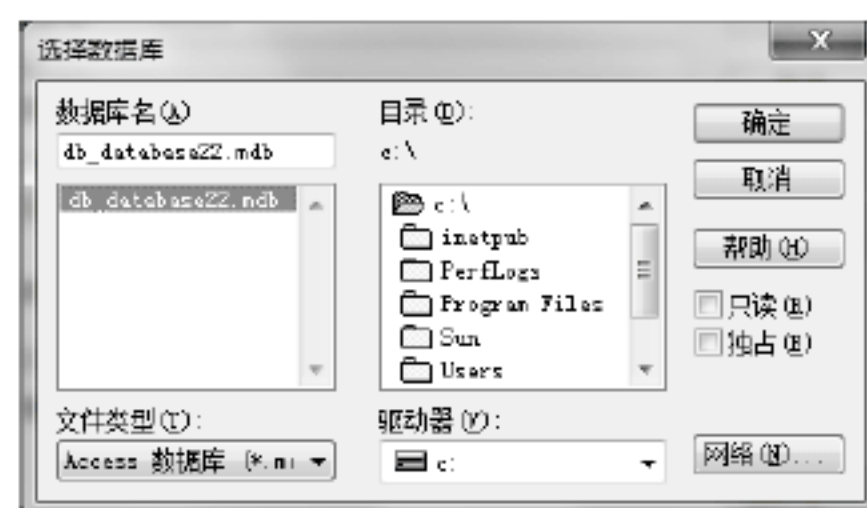 选择数据库
数据库名(A)
db_database22.mdb
db_database22.mdb
文件类型(T):
Access 数据库 (*.m
目录(D):
c:\
c:\
inetpub
PerfLogs
Program Files
Sun
Users
驱动器(V):
c:
确定
取消
帮助(H)
只读(R)
独占(E)
网络(N)...